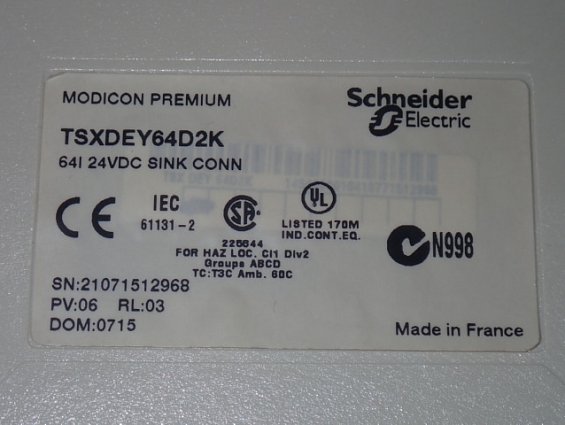 MODICON PREMIUM
Schneider
Electric
TSXDEY64D2K
64I 24VDC SINK CONN
CE
IEC
61131-2
SA
UL
LISTED 170M
IND.CONT.EQ.
N998
225644
FOR HAZ LOC. Cl1 Div2
Groups ABCD
TC:T3C Amb. 60C
SN:21071512968
PV:06 RL:03
DOM:0715
Made in France